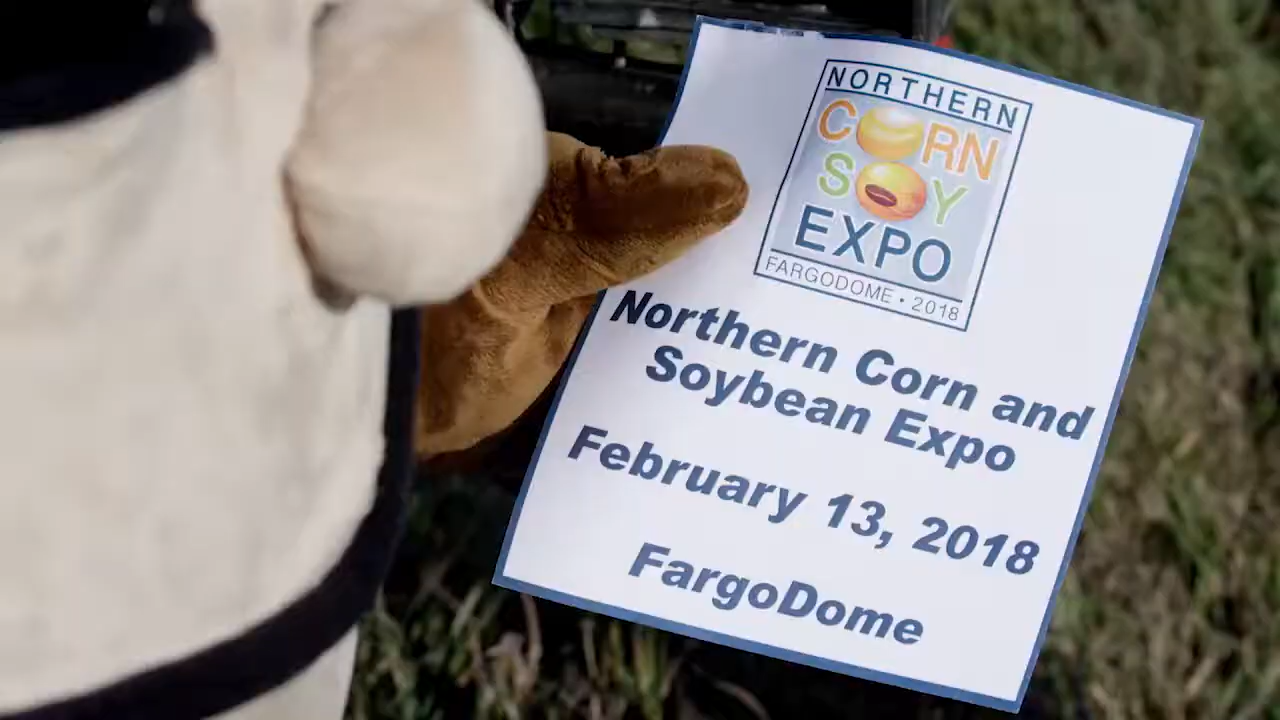 NORTHERN
CORN
SOY
EXPO
FARGODOME • 2018
Northern Corn and
Soybean Expo
February 13, 2018
FargoDome